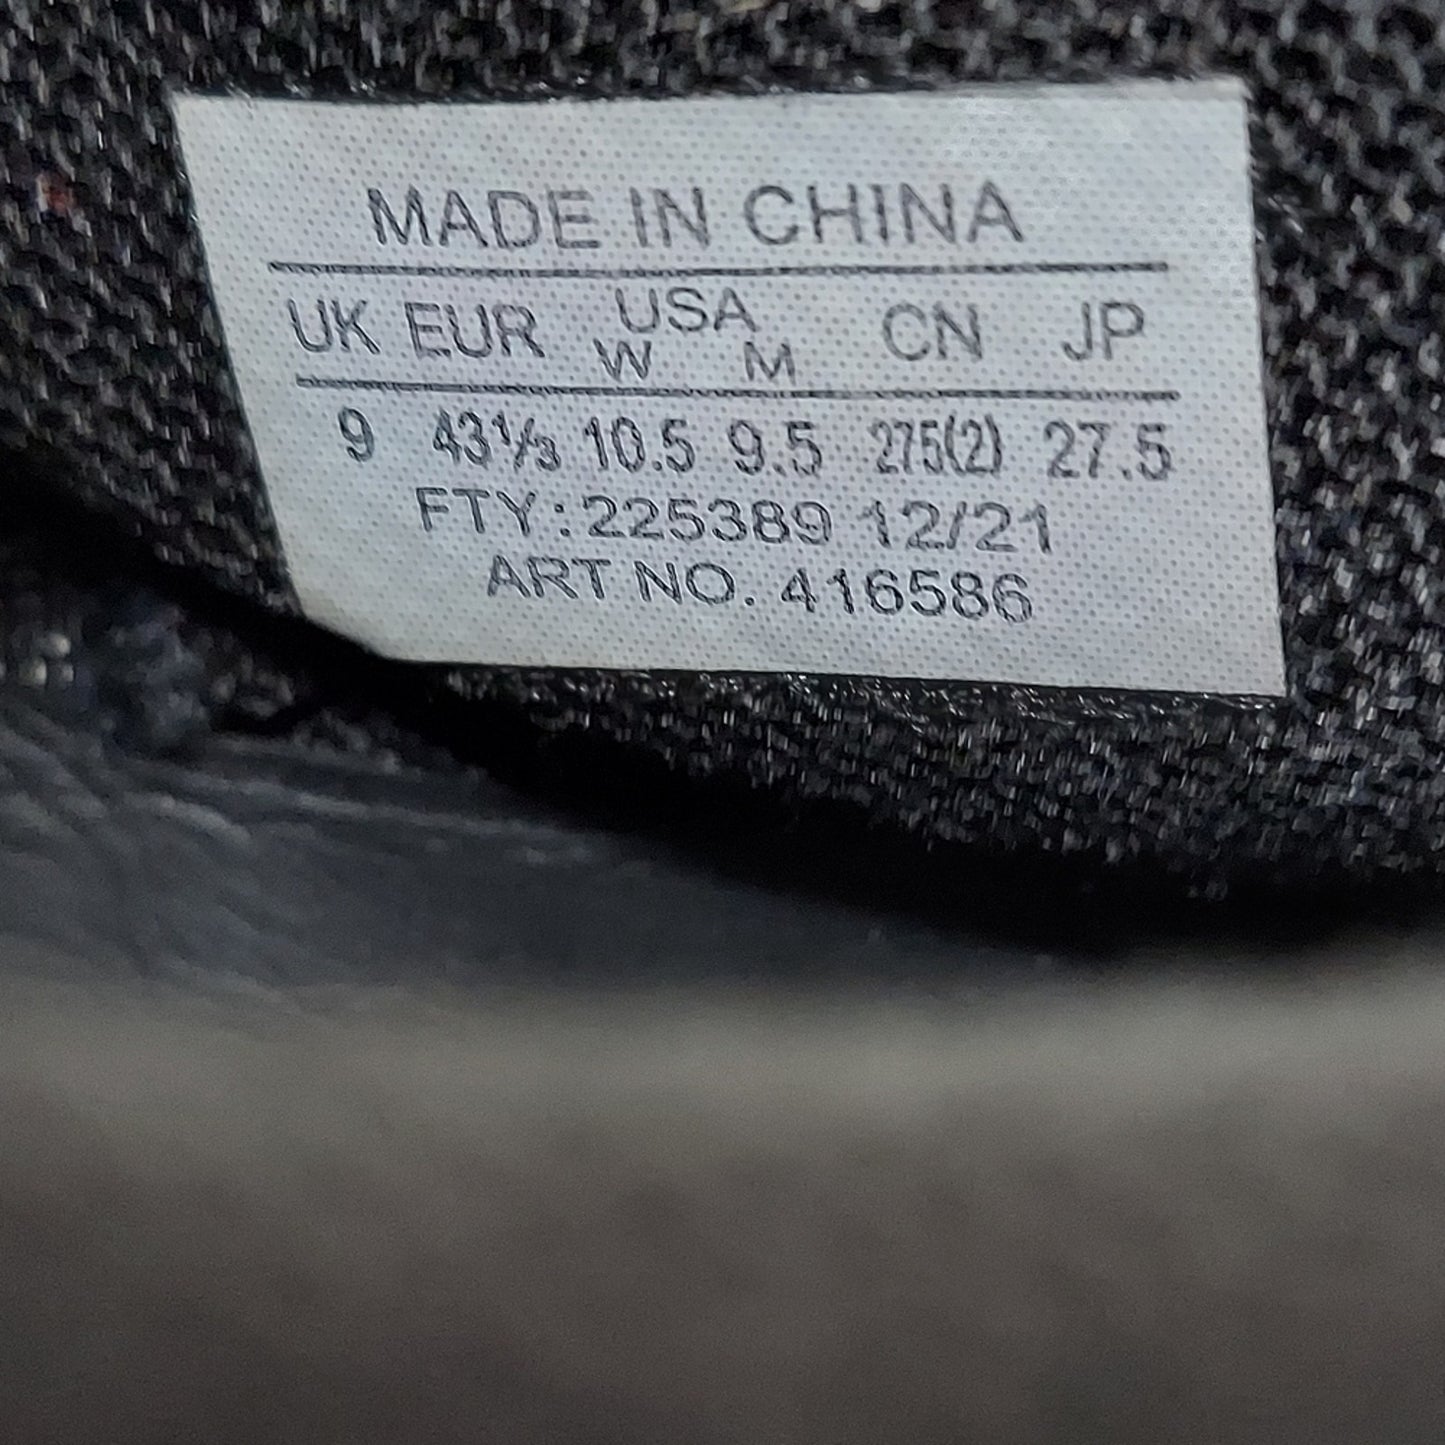 MADE IN CHINA
UK EUR USA CN JP
W M
9 43⅓ 10.5 9.5 275(2) 27.5
FTY:225389 12/21
ART NO. 416586